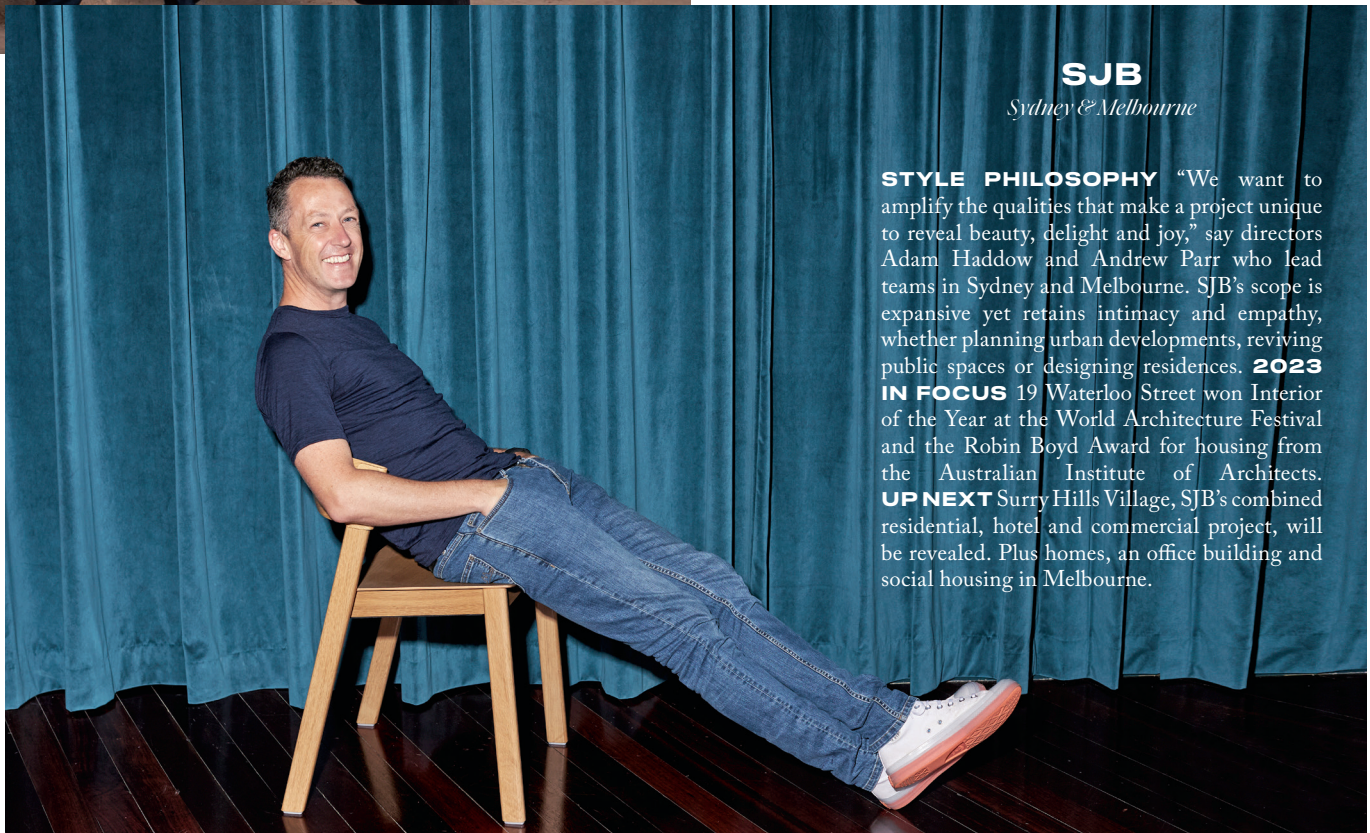 SJB
Sydney & Melbourne
STYLE PHILOSOPHY “We want to
amplify the qualities that make a project unique
to reveal beauty, delight and joy,” say directors
Adam Haddow and Andrew Parr who lead
teams in Sydney and Melbourne. SJB’s scope is
expansive yet retains intimacy and empathy,
whether planning urban developments, reviving
public spaces or designing residences. 2023
IN FOCUS 19 Waterloo Street won Interior
of the Year at the World Architecture Festival
and the Robin Boyd Award for housing from
the Australian Institute of Architects.
UP NEXT Surry Hills Village, SJB’s combined
residential, hotel and commercial project, will
be revealed. Plus homes, an office building and
social housing in Melbourne.